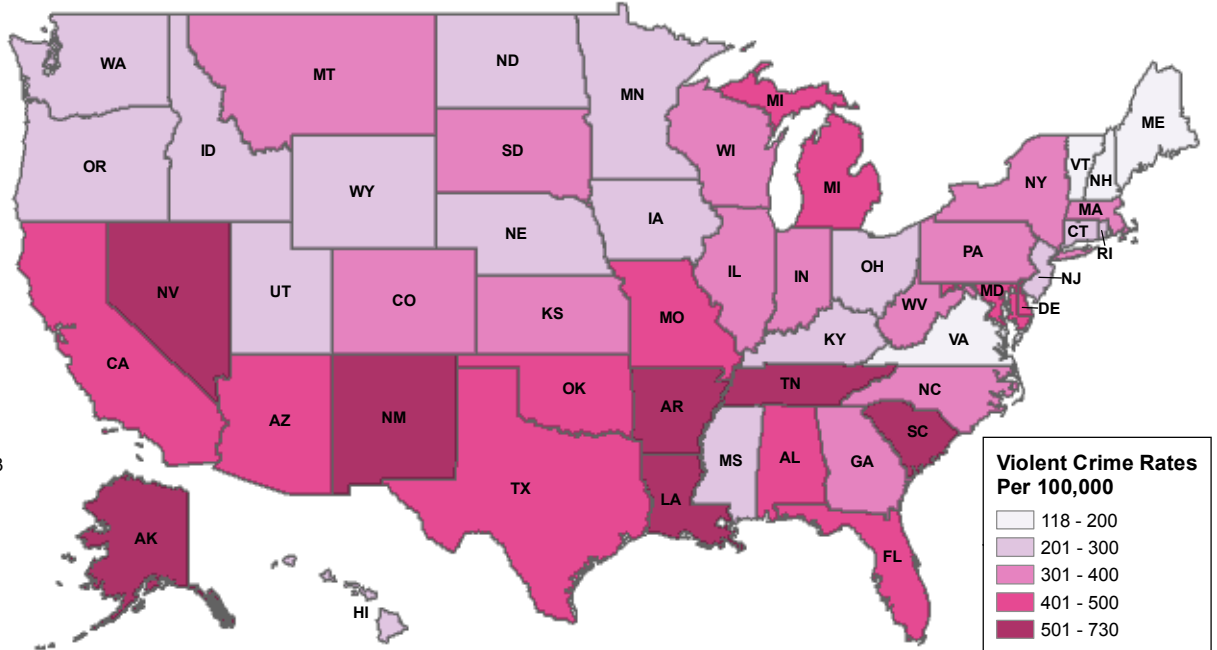 WA
MT
ND
MN
MI
ME
OR
ID
SD
WI
VT
NH
NY
WY
MI
MA
IA
CT
RI
NE
PA
NV
UT
CO
IL
IN
OH
NJ
KS
MO
WV
MD
DE
CA
KY
VA
AZ
NM
OK
AR
TN
NC
SC
TX
LA
MS
AL
GA
3
AK
FL
HI
Violent Crime Rates
Per 100,000
118 - 200
201 - 300
301 - 400
401 - 500
501 - 730